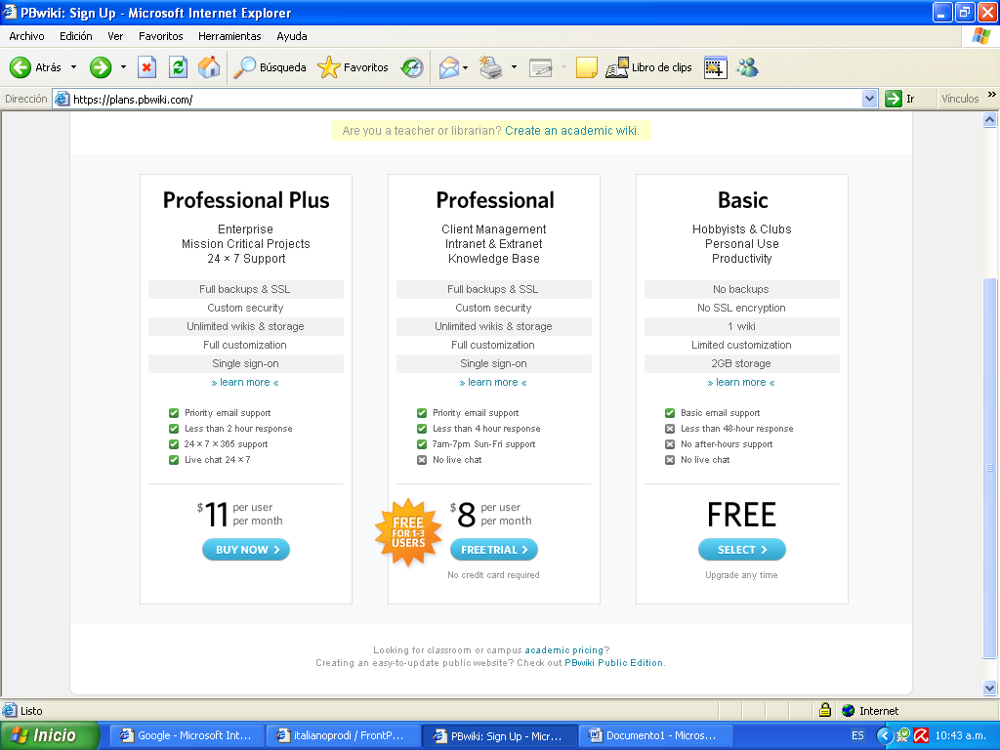 PBwiki: Sign Up - Microsoft Internet Explorer
Archivo Edición Ver Favoritos Herramientas Ayuda
Atrás Búsqueda Favoritos Libro de clips
Dirección https://plans.pbwiki.com/ Ir Vínculos »
Are you a teacher or librarian? Create an academic wiki.
Professional Plus
Enterprise
Mission Critical Projects
24 × 7 Support
Full backups & SSL
Custom security
Unlimited wikis & storage
Full customization
Single sign-on
» learn more «
Priority email support
Less than 2 hour response
24 × 7 × 365 support
Live chat 24 × 7
$11 per user
per month
BUY NOW >
Professional
Client Management
Intranet & Extranet
Knowledge Base
Full backups & SSL
Custom security
Unlimited wikis & storage
Full customization
Single sign-on
» learn more «
Priority email support
Less than 4 hour response
7am-7pm Sun-Fri support
No live chat
FREE
FOR 1-3
USERS
$8 per user
per month
FREE TRIAL >
No credit card required
Basic
Hobbyists & Clubs
Personal Use
Productivity
No backups
No SSL encryption
1 wiki
Limited customization
2GB storage
» learn more «
Basic email support
Less than 48-hour response
No after-hours support
No live chat
FREE
SELECT >
Upgrade any time
Looking for classroom or campus academic pricing?
Creating an easy-to-update public website? Check out PBwiki Public Edition.
Listo Internet
Inicio Google - Microsoft Int... italianoprodi / FrontP... PBwiki: Sign Up - Micr... Documento1 - Micros... ES 10:43 a.m.